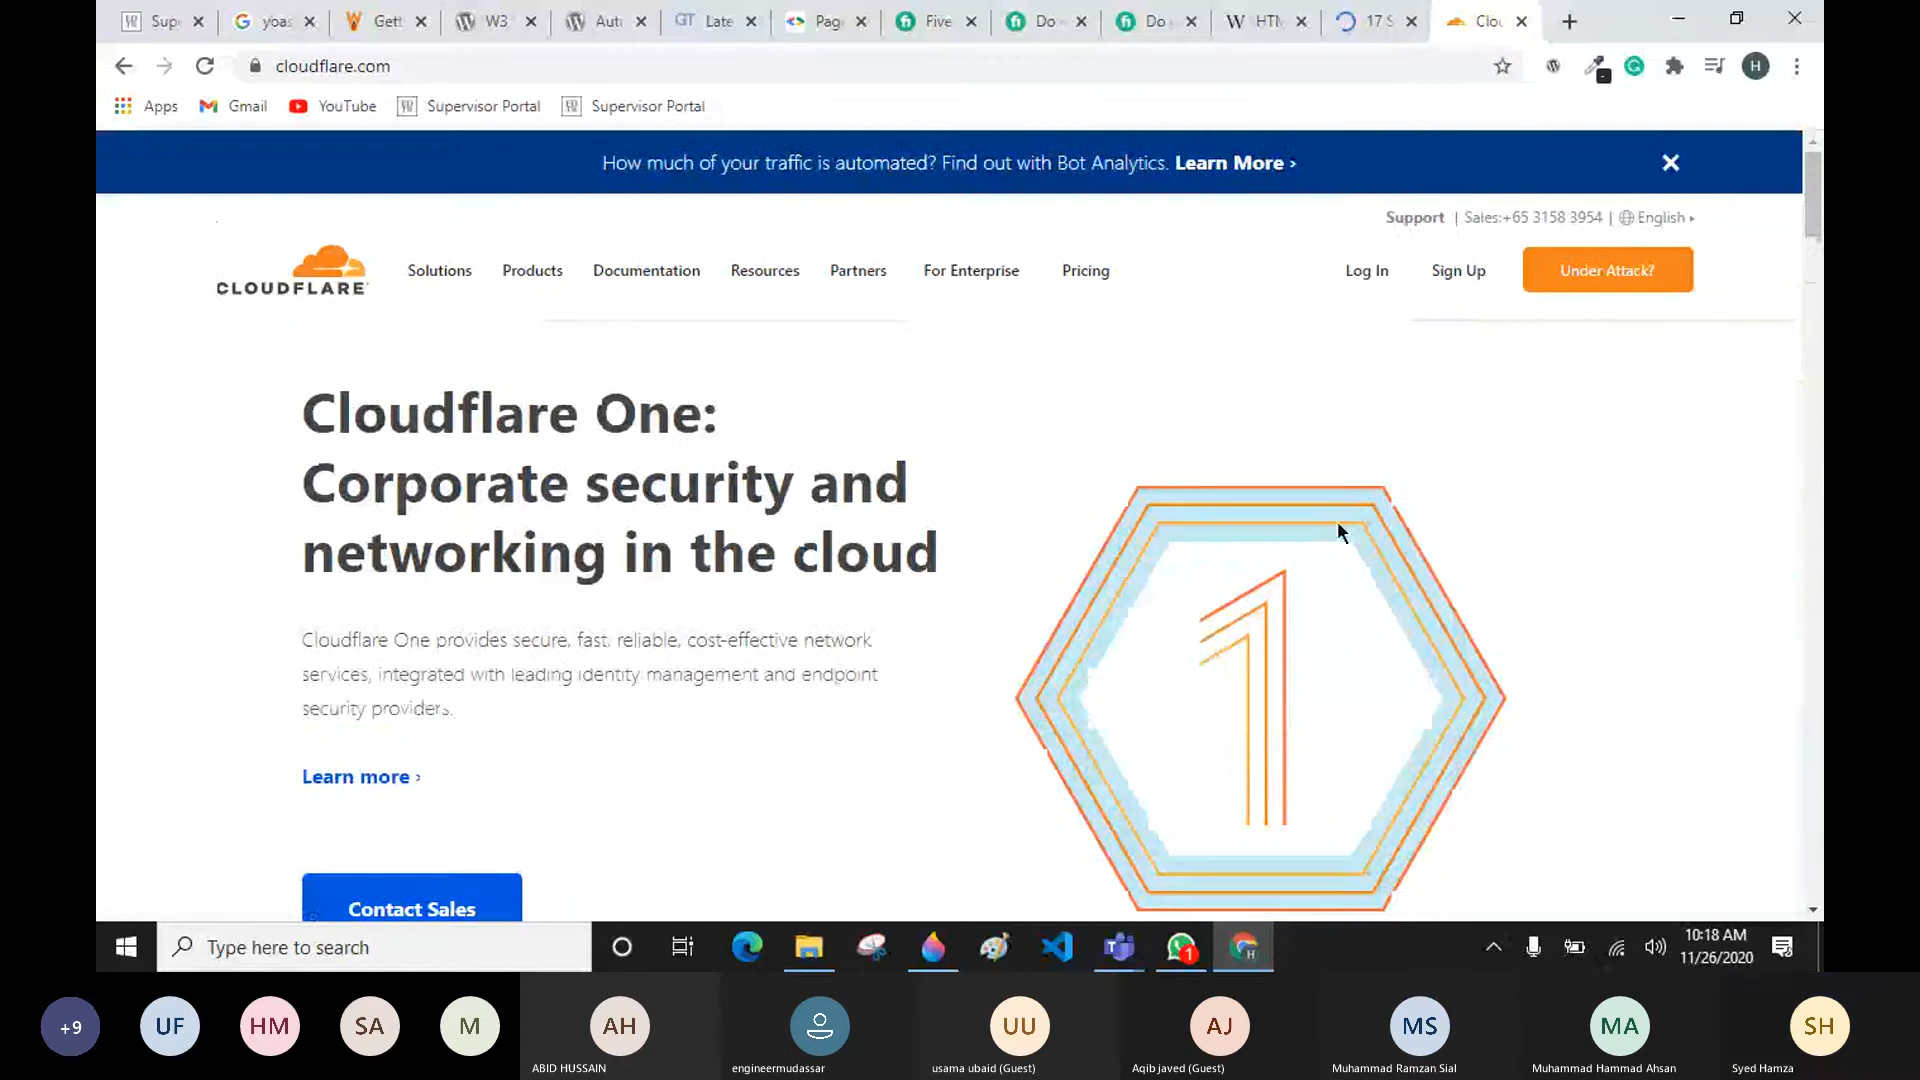 Sup
yoas
Gett
W3
Auto
GT Late
Pag
Five
Do
Do
W HTM
17 S
Clou
cloudflare.com
H
Apps
Gmail
YouTube
Supervisor Portal
Supervisor Portal
How much of your traffic is automated? Find out with Bot Analytics. Learn More ›
Support | Sales:+65 3158 3954 | English
CLOUDFLARE
Solutions
Products
Documentation
Resources
Partners
For Enterprise
Pricing
Log In
Sign Up
Under Attack?
Cloudflare One:
Corporate security and
networking in the cloud
Cloudflare One provides secure, fast, reliable, cost-effective network
services, integrated with leading identity management and endpoint
security providers.
Learn more ›
1
Contact Sales
Type here to search
1
H
10:18 AM
11/26/2020
+9
UF
HM
SA
M
AH
UU
AJ
MS
MA
SH
ABID HUSSAIN
engineermudassar
usama ubaid (Guest)
Aqib javed (Guest)
Muhammad Ramzan Sial
Muhammad Hammad Ahsan
Syed Hamza